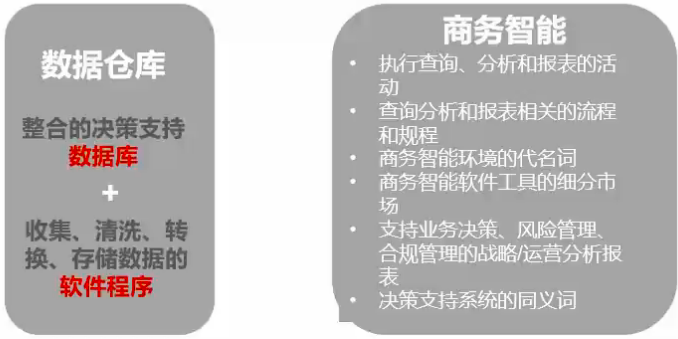 数据仓库
整合的决策支持
数据库
+
收集、清洗、转
换、存储数据的
软件程序
商务智能
• 执行查询、分析和报表的活
动
• 查询分析和报表相关的流程
和规程
• 商务智能环境的代名词
• 商务智能软件工具的细分市
场
• 支持业务决策、风险管理、
合规管理的战略/运营分析报
表
• 决策支持系统的同义词